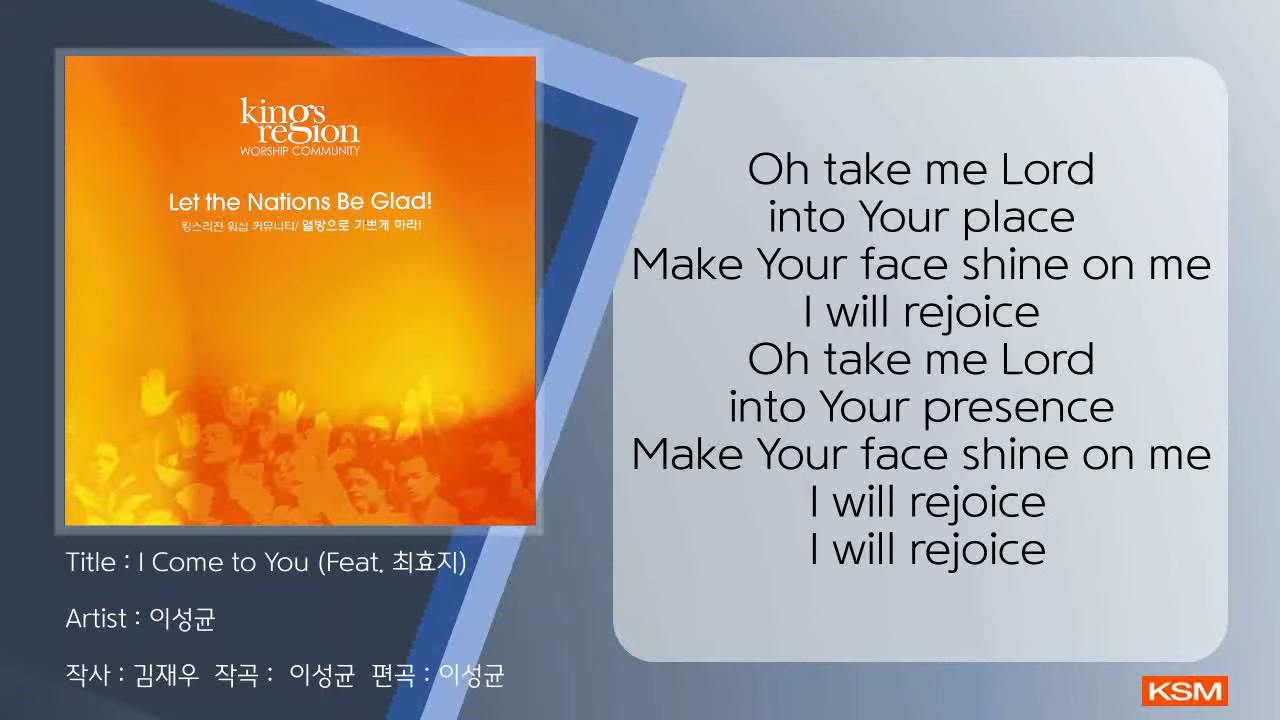 kings
region
WORSHIP COMMUNITY
Let the Nations Be Glad!
킹스리전 워십 커뮤니티/ 열방으로 기쁘게 하라!
Title : I Come to You (Feat. 최효지)
Artist : 이성균
작사 : 김재우 작곡 : 이성균 편곡 : 이성균
Oh take me Lord
into Your place
Make Your face shine on me
I will rejoice
Oh take me Lord
into Your presence
Make Your face shine on me
I will rejoice
I will rejoice
KSM